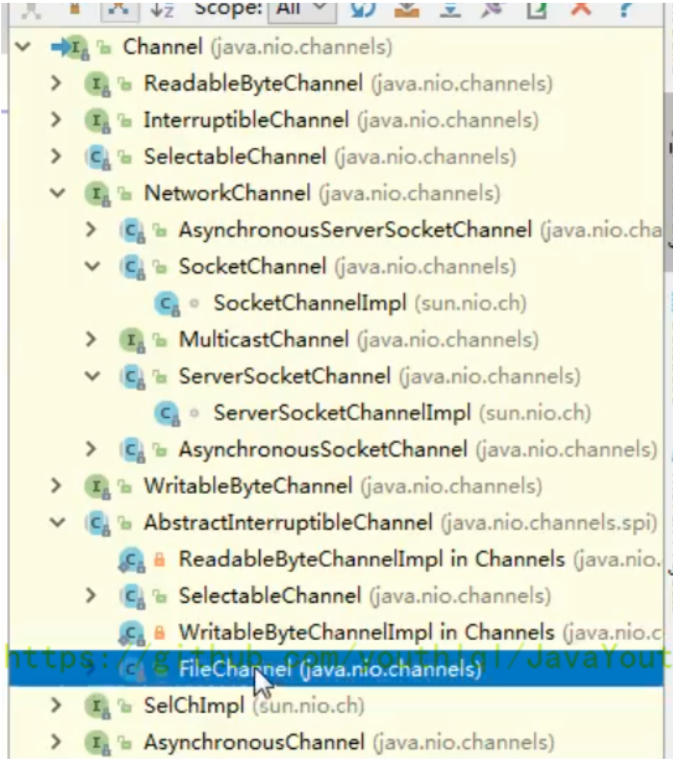 Scope: All
Channel (java.nio.channels)
ReadableByteChannel (java.nio.channels)
InterruptibleChannel (java.nio.channels)
SelectableChannel (java.nio.channels)
NetworkChannel (java.nio.channels)
AsynchronousServerSocketChannel (java.nio.cha
SocketChannel (java.nio.channels)
SocketChannelImpl (sun.nio.ch)
MulticastChannel (java.nio.channels)
ServerSocketChannel (java.nio.channels)
ServerSocketChannelImpl (sun.nio.ch)
AsynchronousSocketChannel (java.nio.channels)
WritableByteChannel (java.nio.channels)
AbstractInterruptibleChannel (java.nio.channels.spi)
ReadableByteChannelImpl in Channels (java.nio.
SelectableChannel (java.nio.channels)
WritableByteChannelImpl in Channels (java.nio.c
https://github.com/youthlql/JavaYout
FileChannel (java.nio.channels)
SelChImpl (sun.nio.ch)
AsynchronousChannel (java.nio.channels)